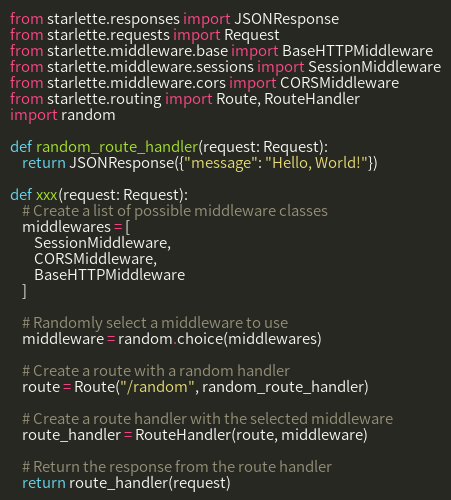 from starlette.responses import JSONResponse
from starlette.requests import Request
from starlette.middleware.base import BaseHTTPMiddleware
from starlette.middleware.sessions import SessionMiddleware
from starlette.middleware.cors import CORSMiddleware
from starlette.routing import Route, RouteHandler
import random

def random_route_handler(request: Request):
    return JSONResponse({"message": "Hello, World!"})

def xxx(request: Request):
    # Create a list of possible middleware classes
    middlewares = [
        SessionMiddleware,
        CORSMiddleware,
        BaseHTTPMiddleware
    ]

    # Randomly select a middleware to use
    middleware = random.choice(middlewares)

    # Create a route with a random handler
    route = Route("/random", random_route_handler)

    # Create a route handler with the selected middleware
    route_handler = RouteHandler(route, middleware)

    # Return the response from the route handler
    return route_handler(request)